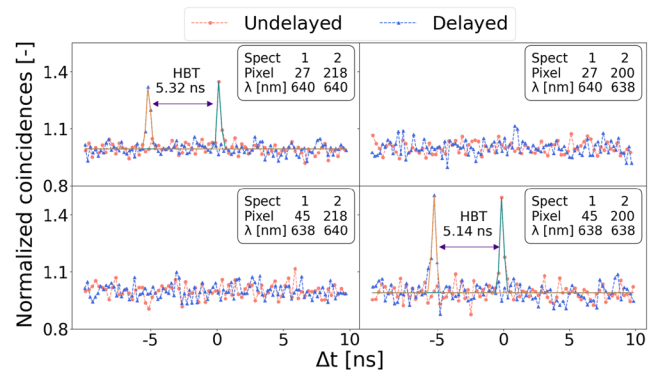 Undelayed Delayed
Normalized coincidences [-]
1.4
1.1
0.8
HBT
5.32 ns
Spect 1 2
Pixel 27 218
λ [nm] 640 640
Spect 1 2
Pixel 27 200
λ [nm] 640 638
1.4
1.1
0.8
Spect 1 2
Pixel 45 218
λ [nm] 638 640
HBT
5.14 ns
Spect 1 2
Pixel 45 200
λ [nm] 638 638
-5 0 5 -5 0 5 10
Δt [ns]